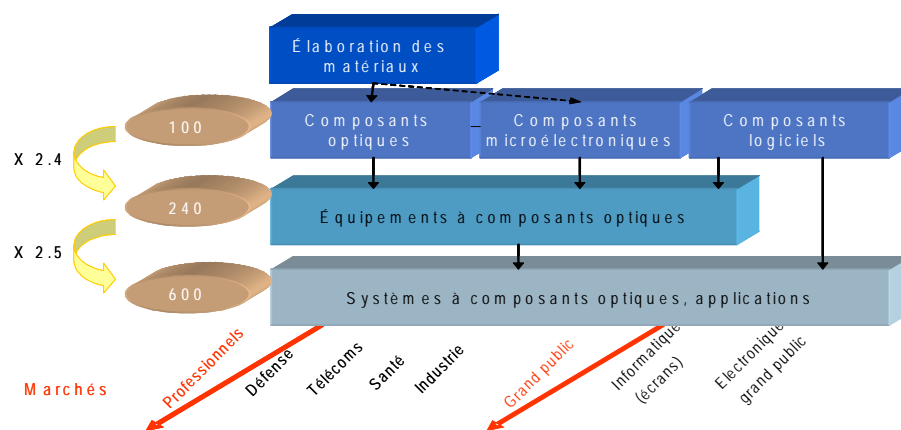 Élaboration des
matériaux
100
Composants
optiques
Composants
microélectroniques
Composants
logiciels
X 2.4
240
Équipements à composants optiques
X 2.5
600
Systèmes à composants optiques, applications
Marchés
Professionnels
Défense
Télécoms
Santé
Industrie
Grand public
Informatique
(écrans)
Electronique
grand public